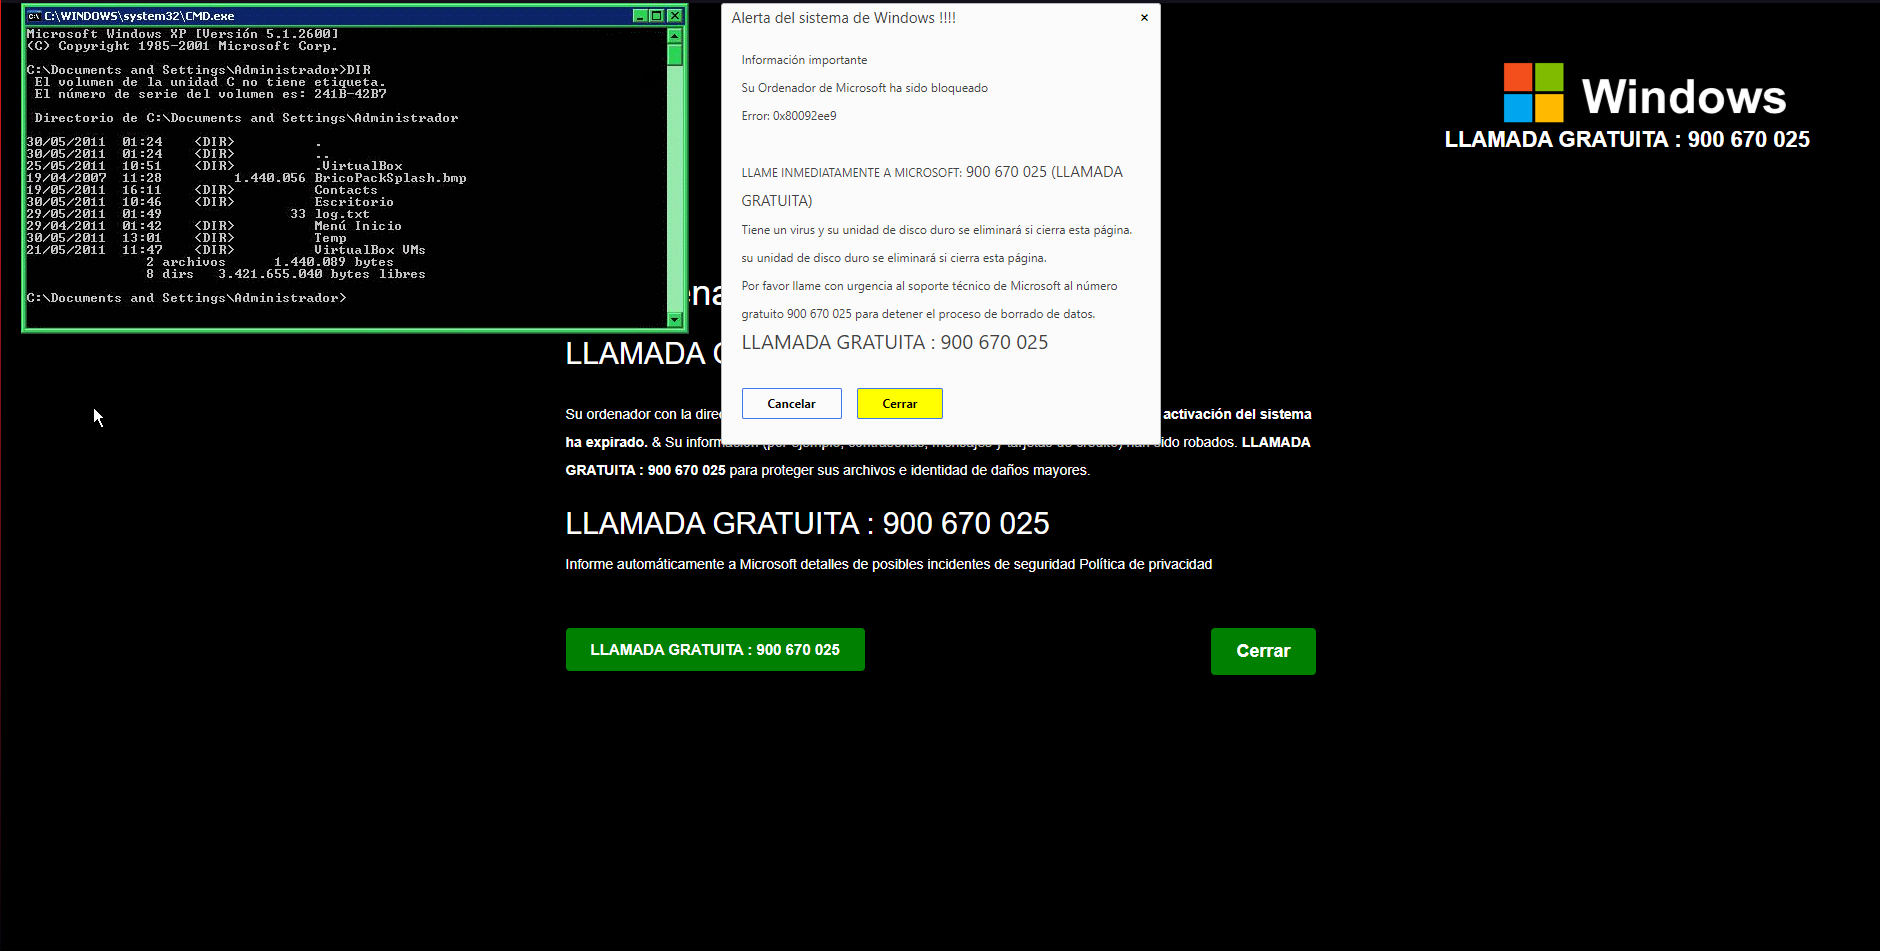 C:\WINDOWS\system32\CMD.exe
Microsoft Windows XP [Versión 5.1.2600]
(C) Copyright 1985-2001 Microsoft Corp.
C:\Documents and Settings\Administrador>DIR
El volumen de la unidad C no tiene etiqueta.
El número de serie del volumen es: 241B-42B7
Directorio de C:\Documents and Settings\Administrador
30/05/2011 01:24 <DIR> .
30/05/2011 01:24 <DIR> ..
25/05/2011 10:51 <DIR> .VirtualBox
19/04/2007 11:28 1.440.056 BricoPackSplash.bmp
19/05/2011 16:11 <DIR> Contacts
30/05/2011 10:46 <DIR> Escritorio
29/05/2011 01:49 33 log.txt
29/04/2011 01:42 <DIR> Menú Inicio
30/05/2011 13:01 <DIR> Temp
21/05/2011 11:47 <DIR> VirtualBox VMs
2 archivos 1.440.089 bytes
8 dirs 3.421.655.040 bytes libres
C:\Documents and Settings\Administrador>
Alerta del sistema de Windows !!!!
Información importante
Su Ordenador de Microsoft ha sido bloqueado
Error: 0x80092ee9
LLAME INMEDIATAMENTE A MICROSOFT: 900 670 025 (LLAMADA
GRATUITA)
Tiene un virus y su unidad de disco duro se eliminará si cierra esta página.
su unidad de disco duro se eliminará si cierra esta página.
Por favor llame con urgencia al soporte técnico de Microsoft al número
gratuito 900 670 025 para detener el proceso de borrado de datos.
LLAMADA GRATUITA : 900 670 025
Cancelar
Cerrar
Windows
LLAMADA GRATUITA : 900 670 025
LLAMADA
Su ordenador con la activación del sistema
ha expirado. & Su sido robados. LLAMADA
GRATUITA : 900 670 025 para proteger sus archivos e identidad de daños mayores.
LLAMADA GRATUITA : 900 670 025
Informe automáticamente a Microsoft detalles de posibles incidentes de seguridad Política de privacidad
LLAMADA GRATUITA : 900 670 025
Cerrar